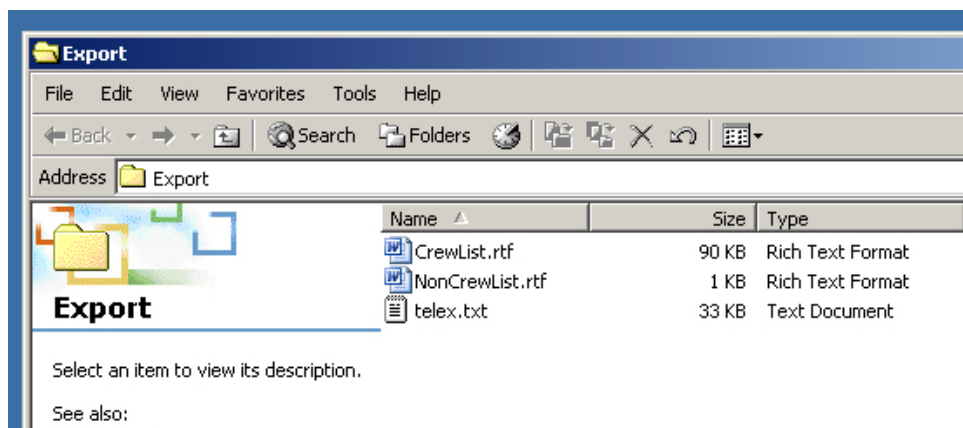 Export
File Edit View Favorites Tools Help
Back Search Folders
Address Export
Name Size Type
CrewList.rtf 90 KB Rich Text Format
NonCrewList.rtf 1 KB Rich Text Format
telex.txt 33 KB Text Document
Export
Select an item to view its description.
See also: